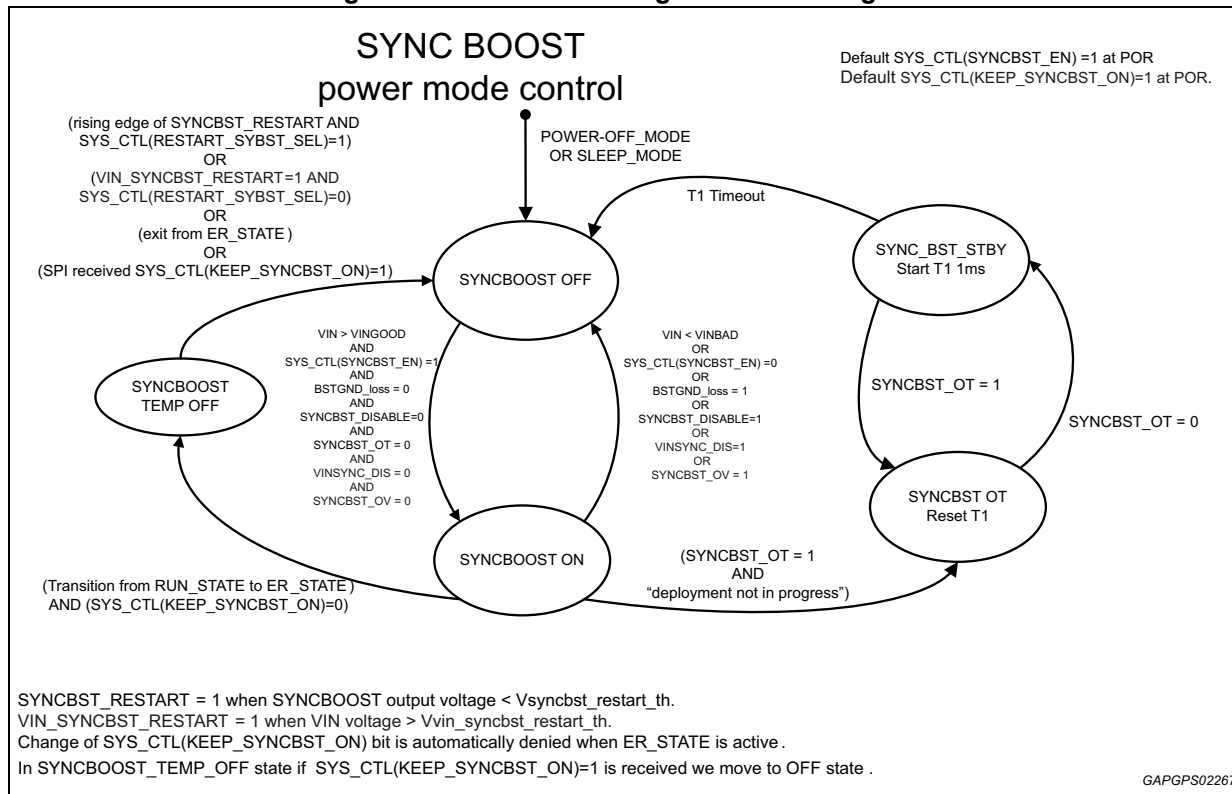 SYNC BOOST
power mode control
Default SYS_CTL(SYNCBST_EN) =1 at POR
Default SYS_CTL(KEEP_SYNCBST_ON)=1 at POR.
(rising edge of SYNCBST_RESTART AND
SYS_CTL(RESTART_SYBST_SEL)=1)
OR
(VIN_SYNCBST_RESTART=1 AND
SYS_CTL(RESTART_SYBST_SEL)=0)
OR
(exit from ER_STATE)
OR
(SPI received SYS_CTL(KEEP_SYNCBST_ON)=1)
POWER-OFF_MODE
OR SLEEP_MODE
T1 Timeout
SYNCBOOST OFF
SYNC_BST_STBY
Start T1 1ms
VIN > VINGOOD
AND
SYS_CTL(SYNCBST_EN) =1
AND
BSTGND_loss = 0
AND
SYNCBST_DISABLE=0
AND
SYNCBST_OT = 0
AND
VINSYNC_DIS = 0
AND
SYNCBST_OV = 0
VIN < VINBAD
OR
SYS_CTL(SYNCBST_EN) =0
OR
BSTGND_loss = 1
OR
SYNCBST_DISABLE=1
OR
VINSYNC_DIS=1
OR
SYNCBST_OV = 1
SYNCBOOST
TEMP OFF
SYNCBST_OT = 1
SYNCBST_OT = 0
SYNCBST OT
Reset T1
SYNCBOOST ON
(Transition from RUN_STATE to ER_STATE)
AND (SYS_CTL(KEEP_SYNCBST_ON)=0)
(SYNCBST_OT = 1
AND
“deployment not in progress”)
SYNCBST_RESTART = 1 when SYNCBOOST output voltage < Vsyncbst_restart_th.
VIN_SYNCBST_RESTART = 1 when VIN voltage > Vvin_syncbst_restart_th.
Change of SYS_CTL(KEEP_SYNCBST_ON) bit is automatically denied when ER_STATE is active .
In SYNCBOOST_TEMP_OFF state if SYS_CTL(KEEP_SYNCBST_ON)=1 is received we move to OFF state .
GAPGPS02267